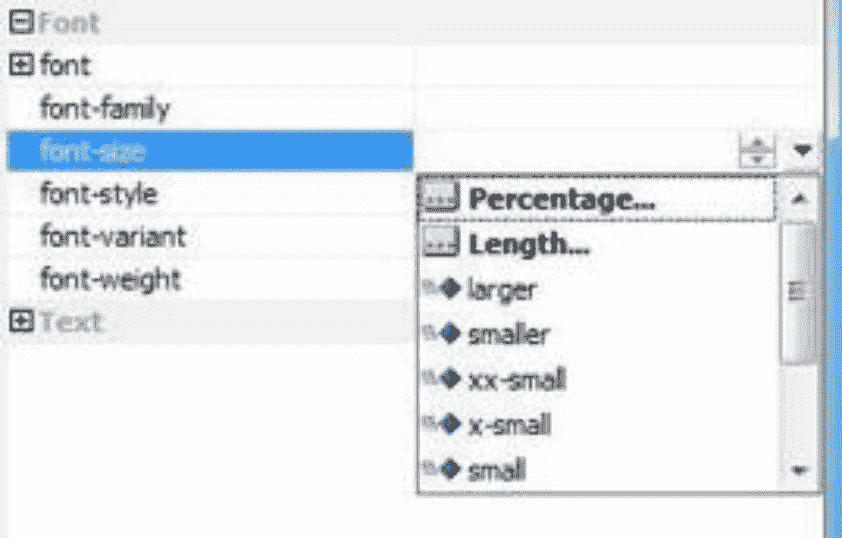 Font
font
font-family
font-size
font-style
font-variant
font-weight
Text
Percentage...
Length...
larger
smaller
xx-small
x-small
small